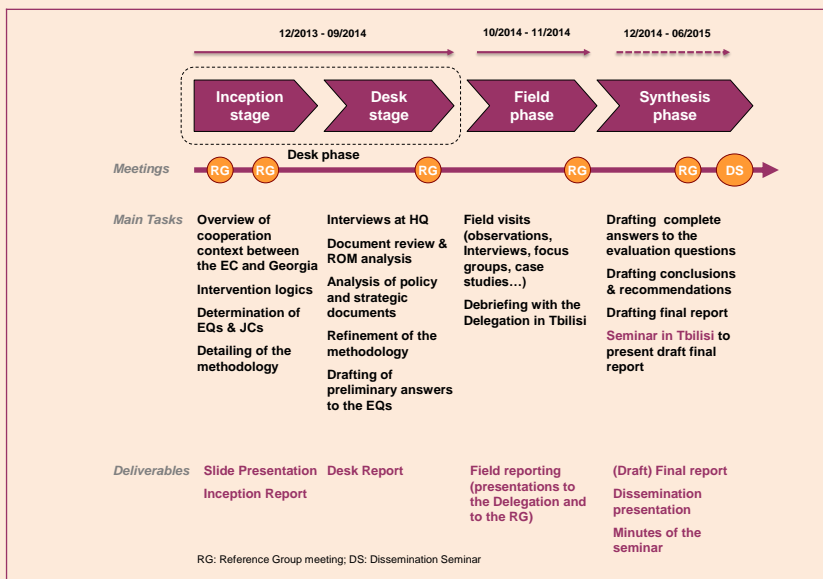 12/2013 - 09/2014
10/2014 - 11/2014
12/2014 - 06/2015
Inception
stage
Desk
stage
Field
phase
Synthesis
phase
Desk phase
Meetings
RG
RG
RG
RG
RG
DS
Main Tasks
Overview of
cooperation
context between
the EC and Georgia
Intervention logics
Determination of
EQs & JCs
Detailing of the
methodology
Interviews at HQ
Document review &
ROM analysis
Analysis of policy
and strategic
documents
Refinement of the
methodology
Drafting of
preliminary answers
to the EQs
Field visits
(observations,
Interviews, focus
groups, case
studies...)
Debriefing with the
Delegation in Tbilisi
Drafting complete
answers to the
evaluation questions
Drafting conclusions
& recommendations
Drafting final report
Seminar in Tbilisi to
present draft final
report
Deliverables
Slide Presentation
Inception Report
Desk Report
Field reporting
(presentations to
the Delegation and
to the RG)
(Draft) Final report
Dissemination
presentation
Minutes of the
seminar
RG: Reference Group meeting; DS: Dissemination Seminar